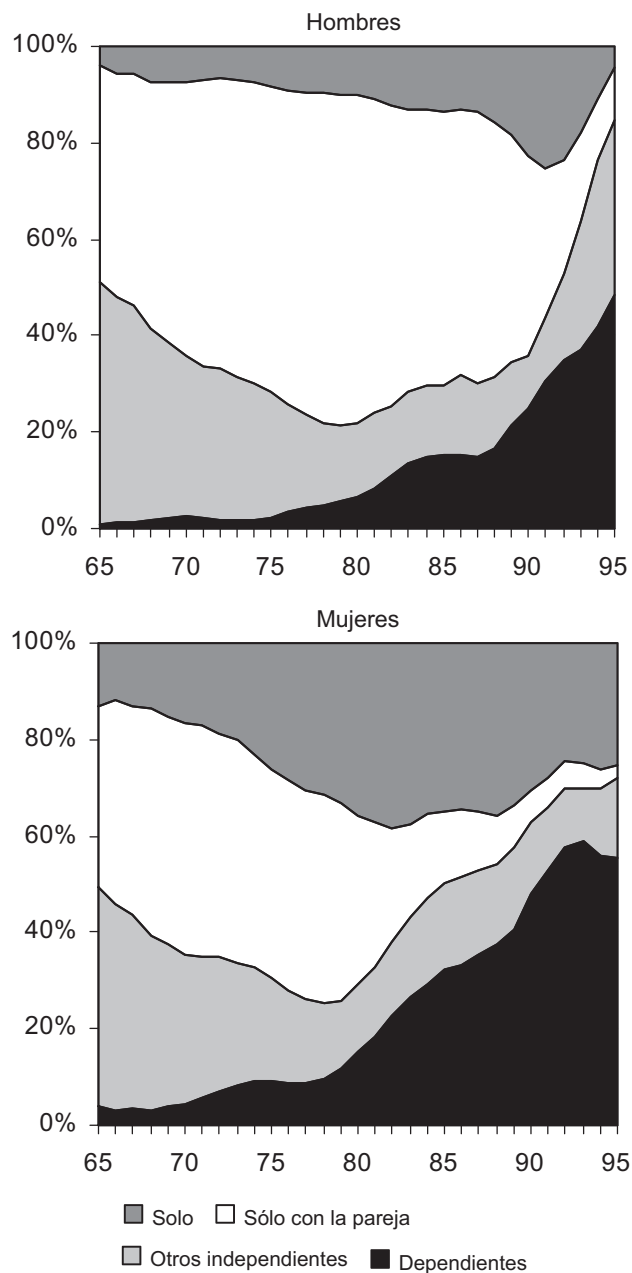 Hombres
100%
80%
60%
40%
20%
0%
65 70 75 80 85 90 95
Mujeres
100%
80%
60%
40%
20%
0%
65 70 75 80 85 90 95
Solo Sólo con la pareja
Otros independientes Dependientes